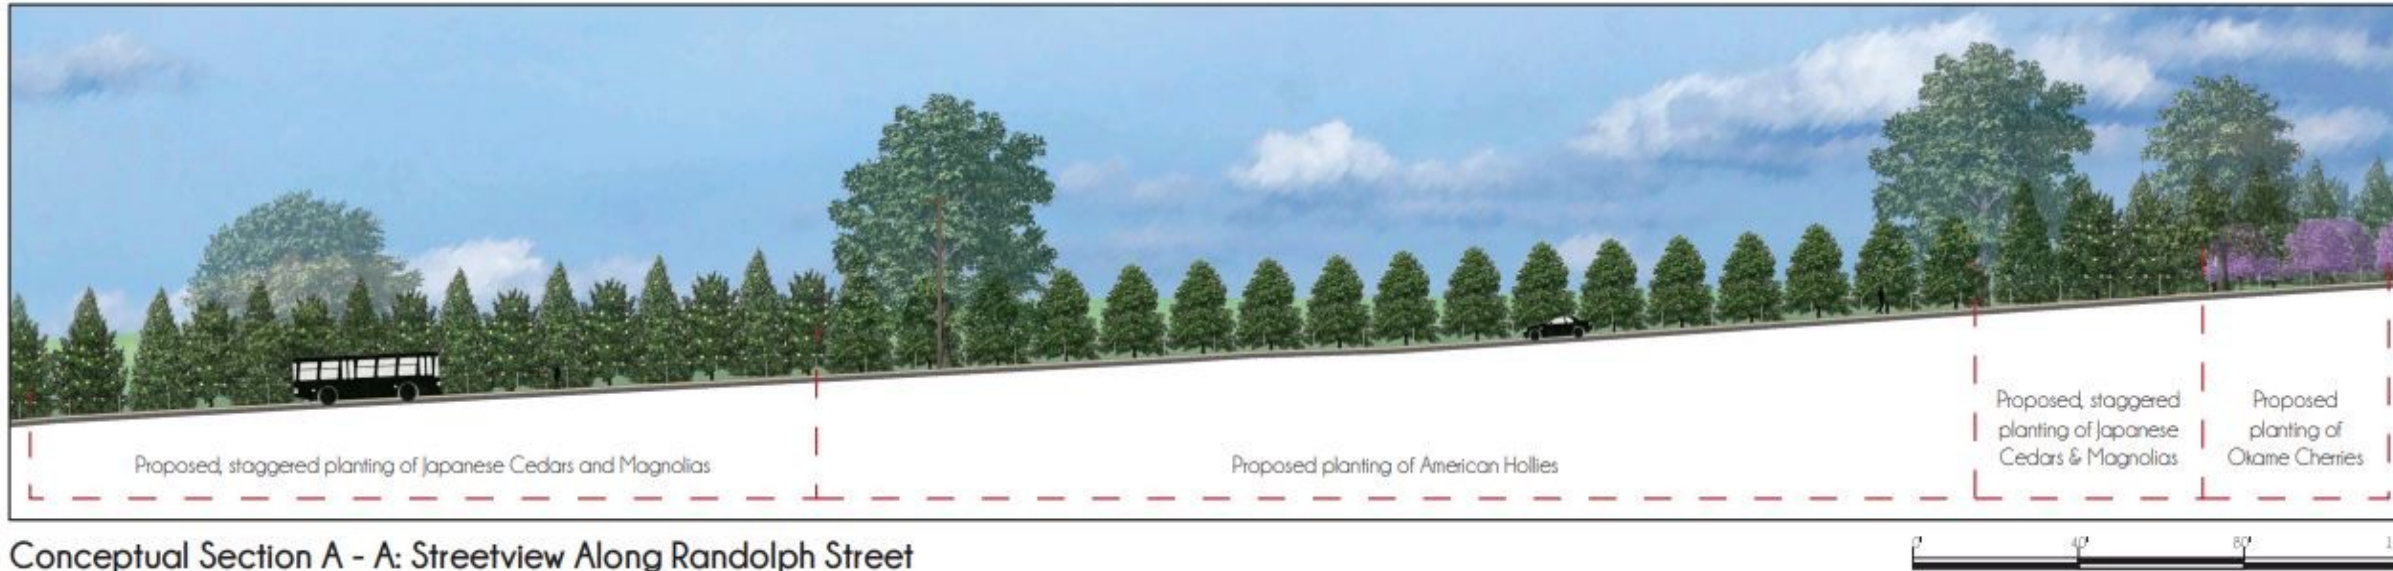 Proposed, staggered planting of Japanese Cedars and Magnolias
Proposed planting of American Hollies
Proposed, staggered
planting of Japanese
Cedars & Magnolias
Proposed
planting of
Okame Cherries
Conceptual Section A - A: Streetview Along Randolph Street
0' 40' 80'